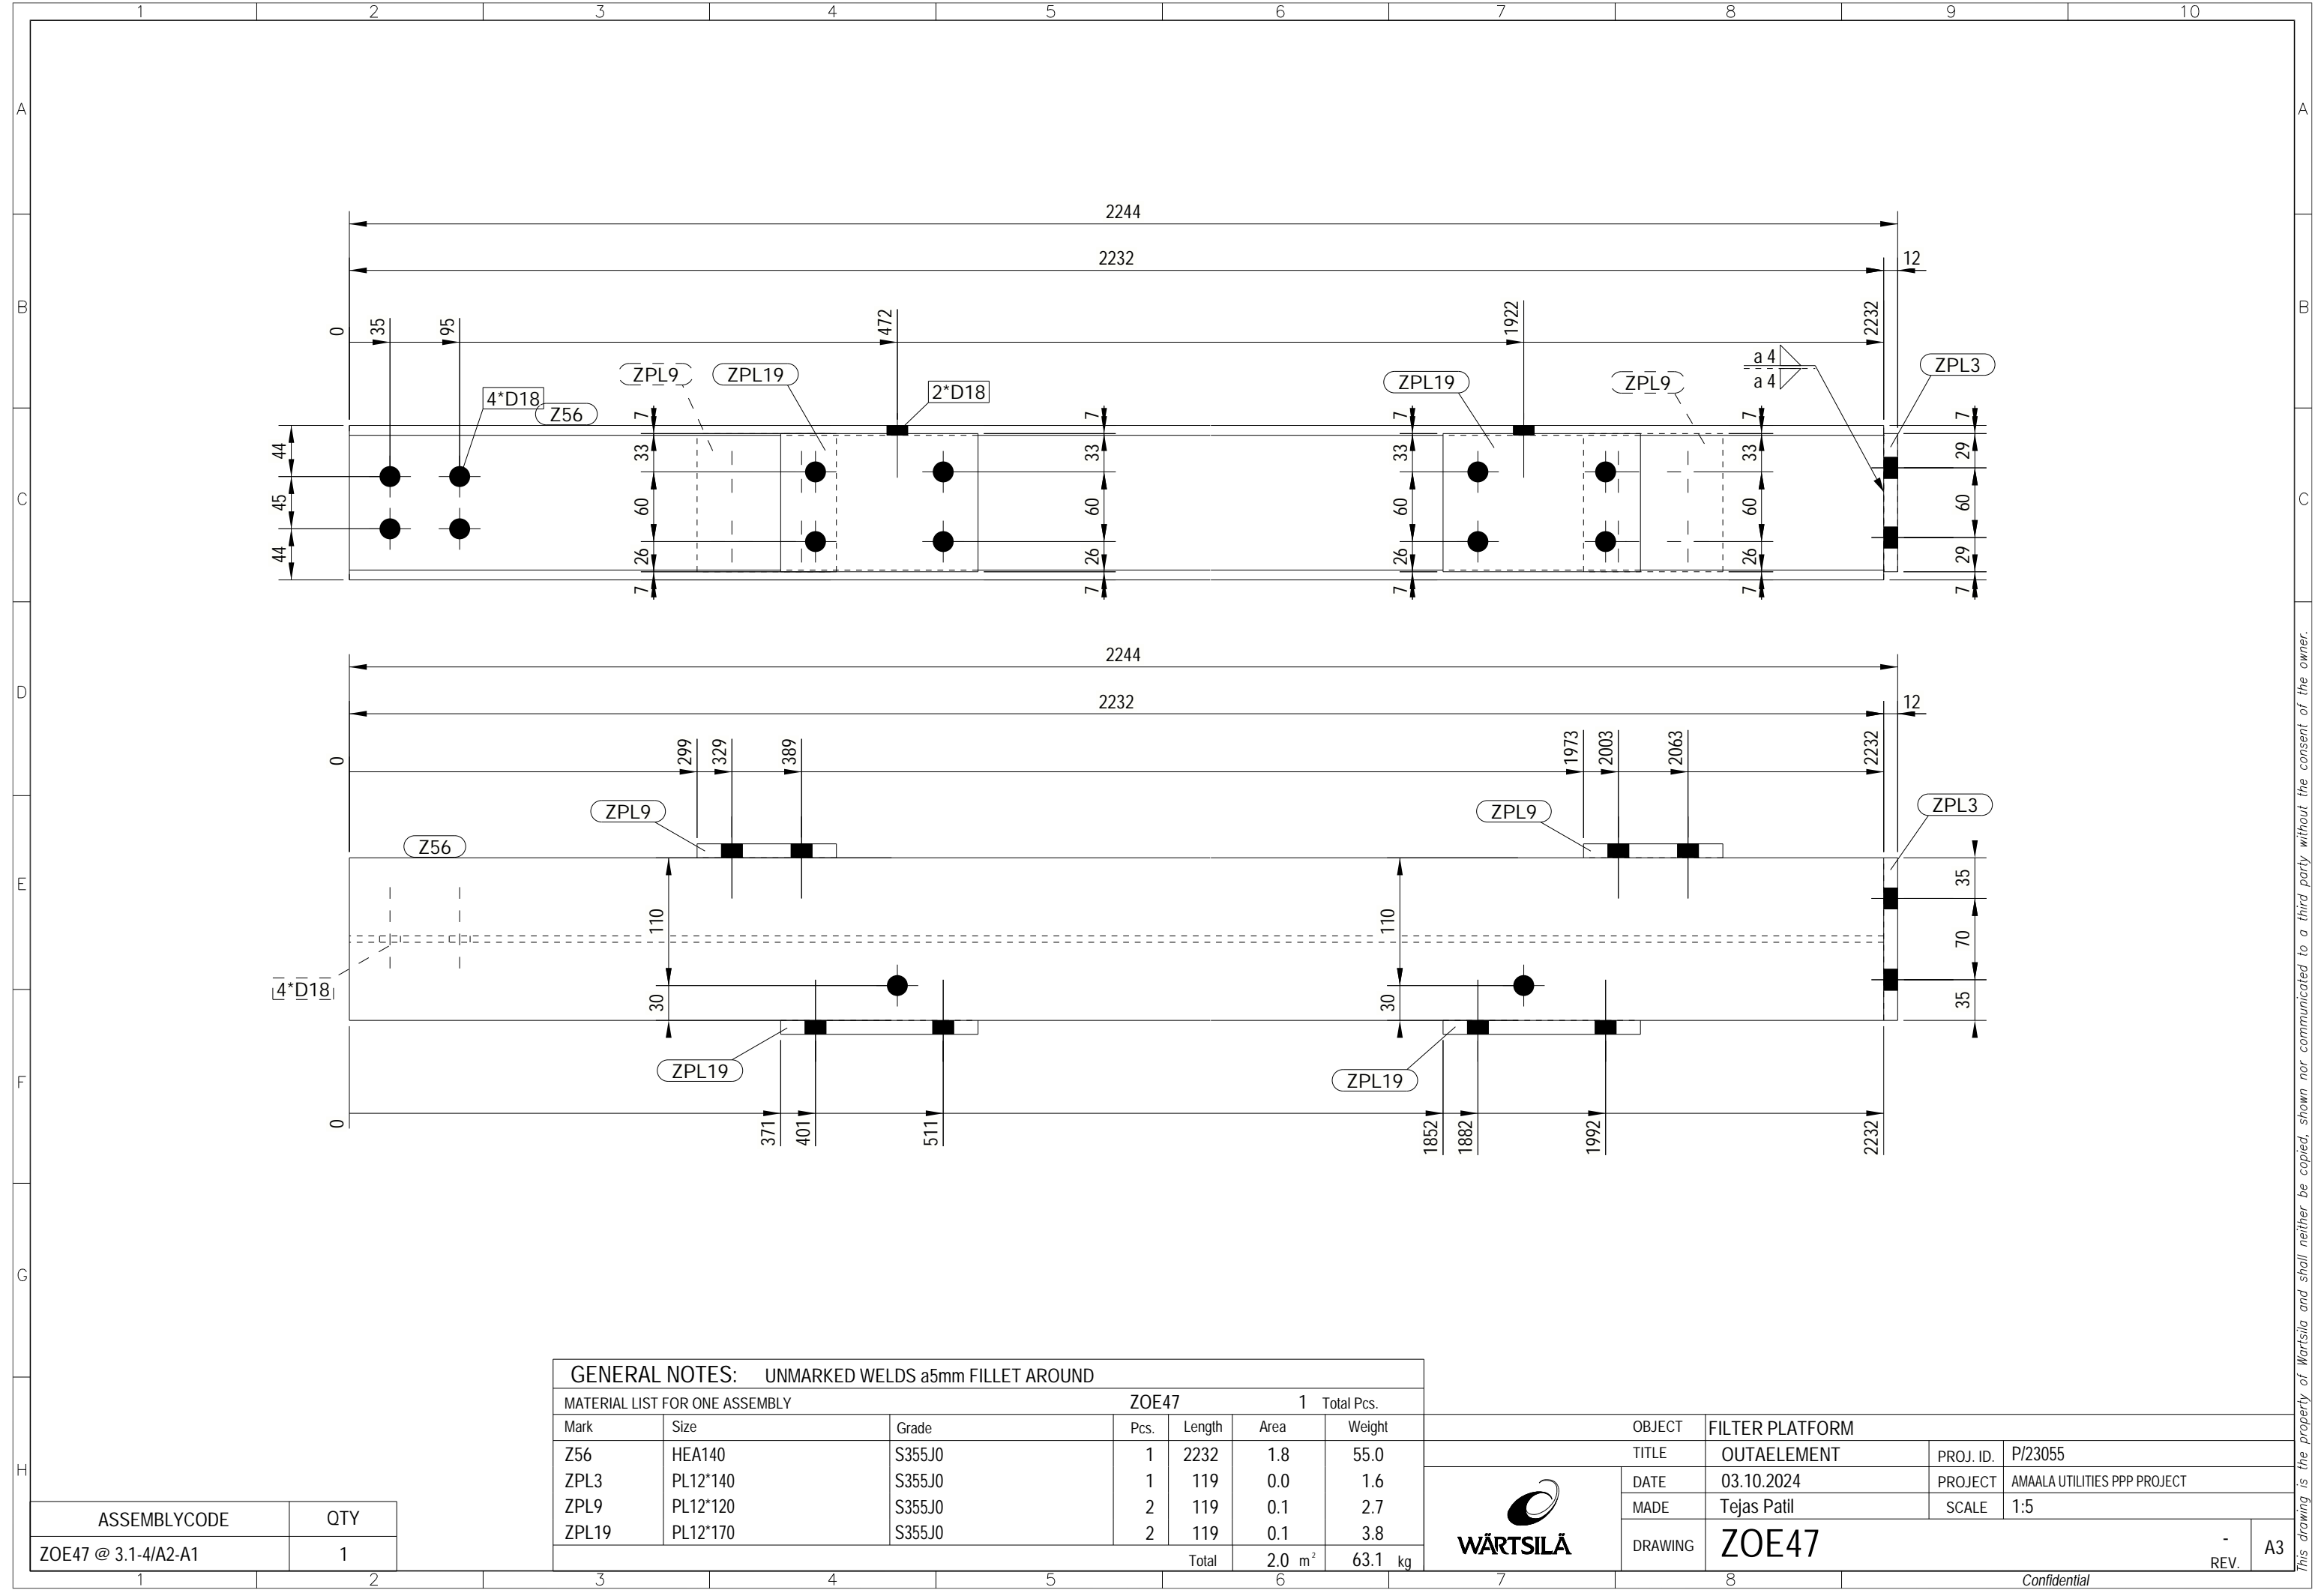 1 2 3 4 5 6 7 8 9 10
A A
2244
2232 12
B B
0 35 95 472 1922 2232
ZPL9 ZPL19 2*D18 ZPL19 ZPL9 a 4 ZPL3
a 4
4*D18 Z56
7 7 7 7 7
44 33 33 33 33 29
C 45 60 60 60 60 60 C
44 26 26 26 26 29
7 7 7 7 7
2244
D D
2232 12
0 299 329 389 1973 2003 2063 2232
ZPL9 ZPL9 ZPL3
Z56
E 110 110 35 E
70
4*D18 30 30 35
ZPL19 ZPL19
F F
0 371 401 511 1852 1882 1992 2232
G G
GENERAL NOTES: UNMARKED WELDS a5mm FILLET AROUND
MATERIAL LIST FOR ONE ASSEMBLY ZOE47 1 Total Pcs.
Mark Size Grade Pcs. Length Area Weight
Z56 HEA140 S355J0 1 2232 1.8 55.0
ZPL3 PL12*140 S355J0 1 119 0.0 1.6
ZPL9 PL12*120 S355J0 2 119 0.1 2.7
ZPL19 PL12*170 S355J0 2 119 0.1 3.8
Total 2.0 m² 63.1 kg
H H
ASSEMBLYCODE QTY
ZOE47 @ 3.1-4/A2-A1 1
OBJECT FILTER PLATFORM
TITLE OUTAELEMENT PROJ. ID. P/23055
DATE 03.10.2024 PROJECT AMAALA UTILITIES PPP PROJECT
MADE Tejas Patil SCALE 1:5
WÄRTSILÄ
DRAWING ZOE47 - REV. A3
1 2 3 4 5 6 7 8 Confidential
This drawing is the property of Wartsila and shall neither be copied, shown nor communicated to a third party without the consent of the owner.